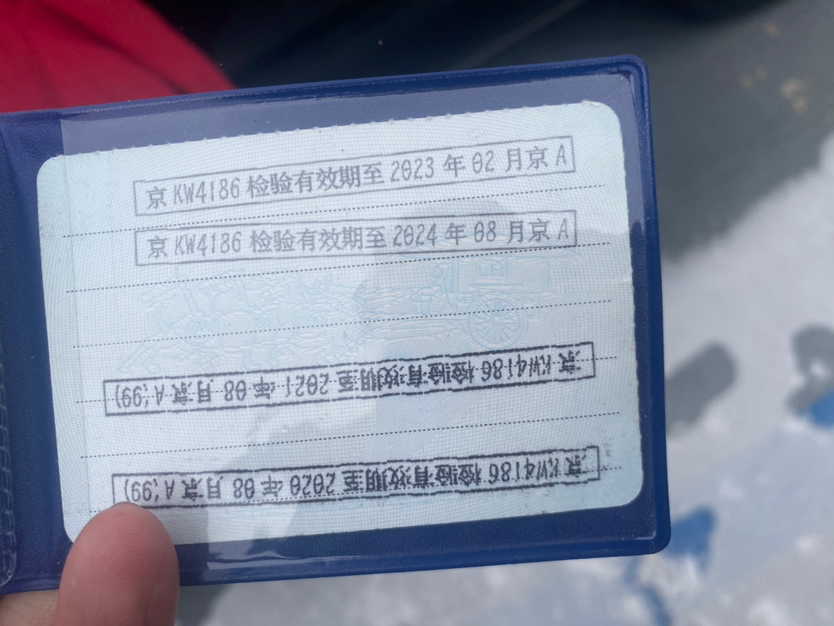 京 KW4186 检验有效期至 2023 年 02 月京 A
京 KW4186 检验有效期至 2024 年 08 月京 A
京 KW4186 检验有效期至 2021 年 08 月京 A(99)
京 KW4186 检验有效期至 2020 年 08 月京 A(99)